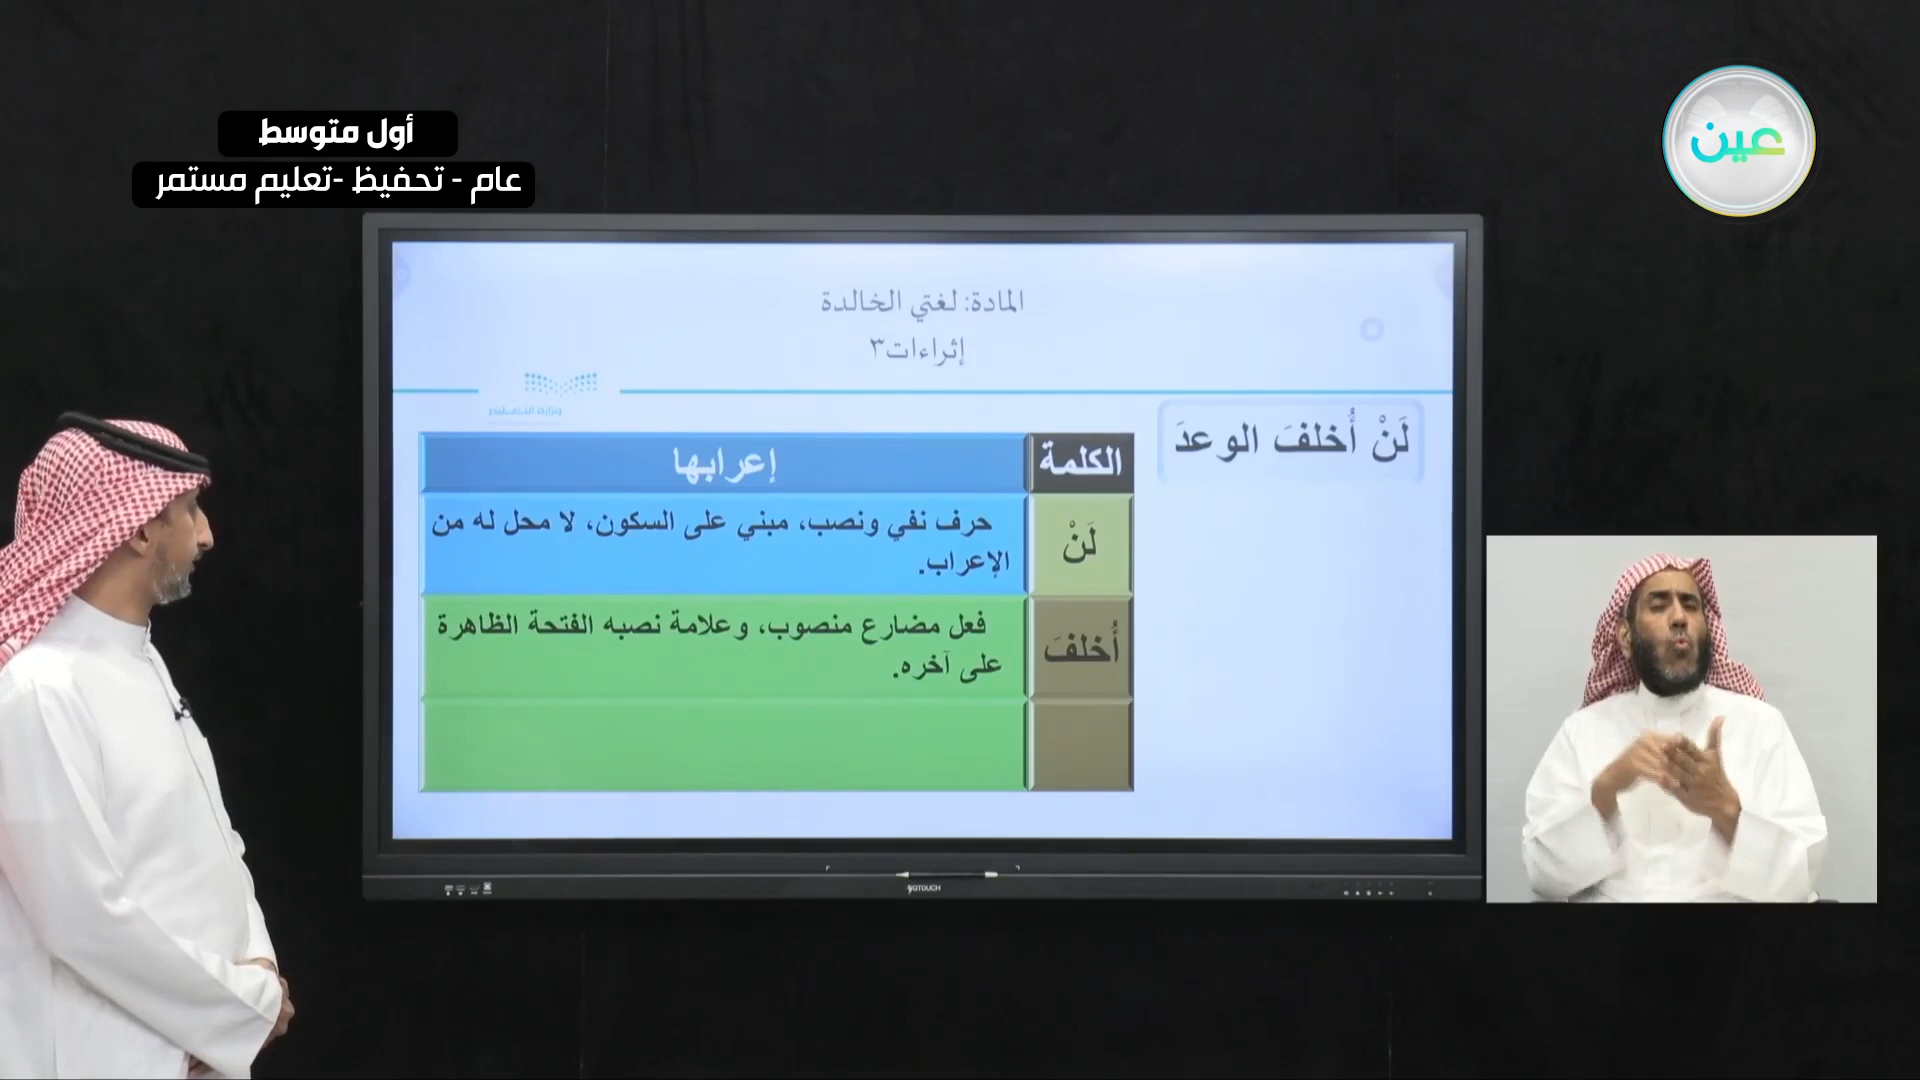 أول متوسط
عام - تحفيظ -تعليم مستمر
عين
المادة: لغتي الخالدة
إثراءات٣
وزارة التعليم
لَنْ أُخلفَ الوعدَ
الكلمة
إعرابها
لَنْ
حرف نفي ونصب، مبني على السكون، لا محل له من
الإعراب.
أُخلفَ
فعل مضارع منصوب، وعلامة نصبه الفتحة الظاهرة
على آخره.